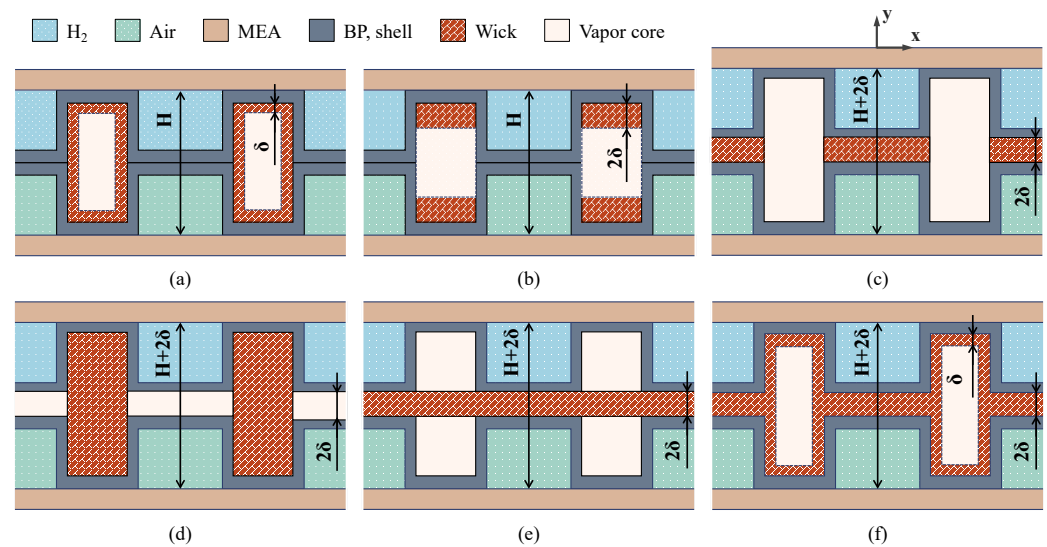 H₂ Air MEA BP, shell Wick Vapor core
y
x
H
δ
(a)
H
2δ
(b)
H+2δ
2δ
(c)
H+2δ
2δ
(d)
H+2δ
2δ
(e)
H+2δ
δ
2δ
(f)